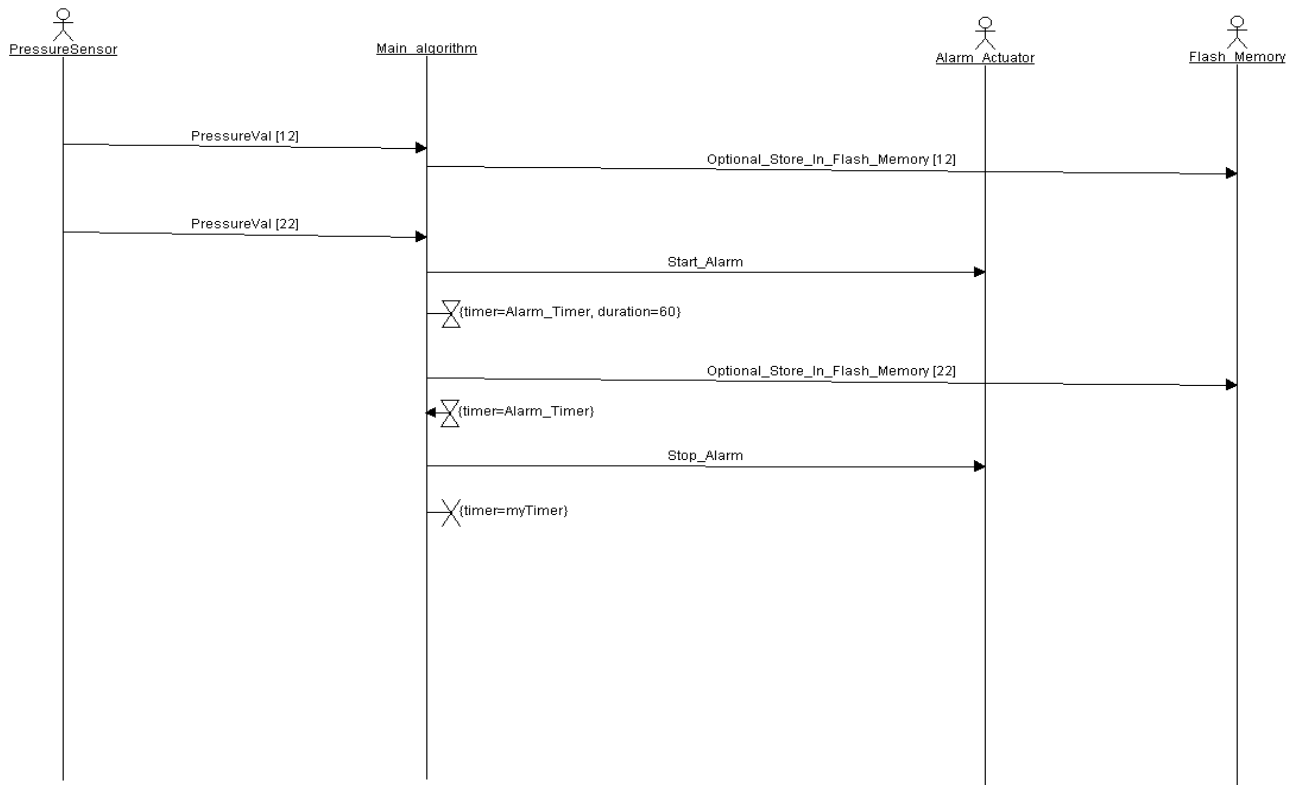 PressureSensor
Main_algorithm
Alarm_Actuator
Flash_Memory
PressureVal [12]
Optional_Store_In_Flash_Memory [12]
PressureVal [22]
Start_Alarm
{timer=Alarm_Timer, duration=60}
Optional_Store_In_Flash_Memory [22]
{timer=Alarm_Timer}
Stop_Alarm
{timer=myTimer}